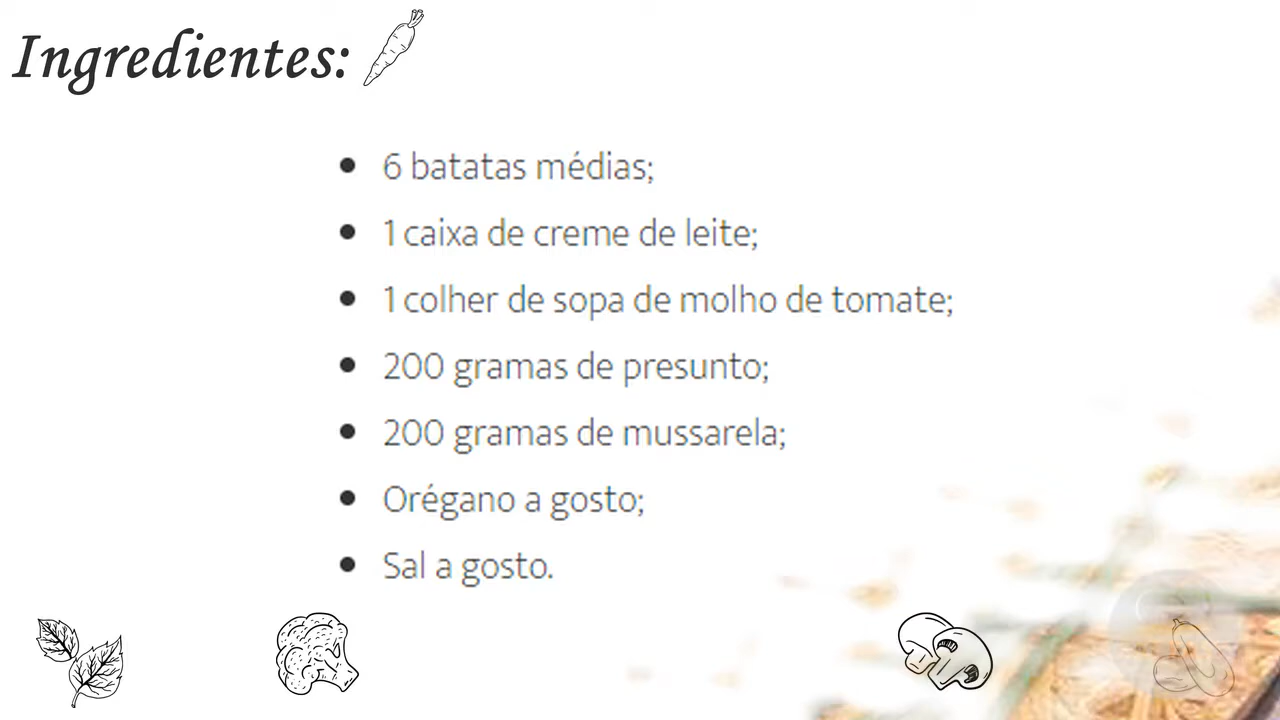 Ingredientes:
• 6 batatas médias;
• 1 caixa de creme de leite;
• 1 colher de sopa de molho de tomate;
• 200 gramas de presunto;
• 200 gramas de mussarela;
• Orégano a gosto;
• Sal a gosto.